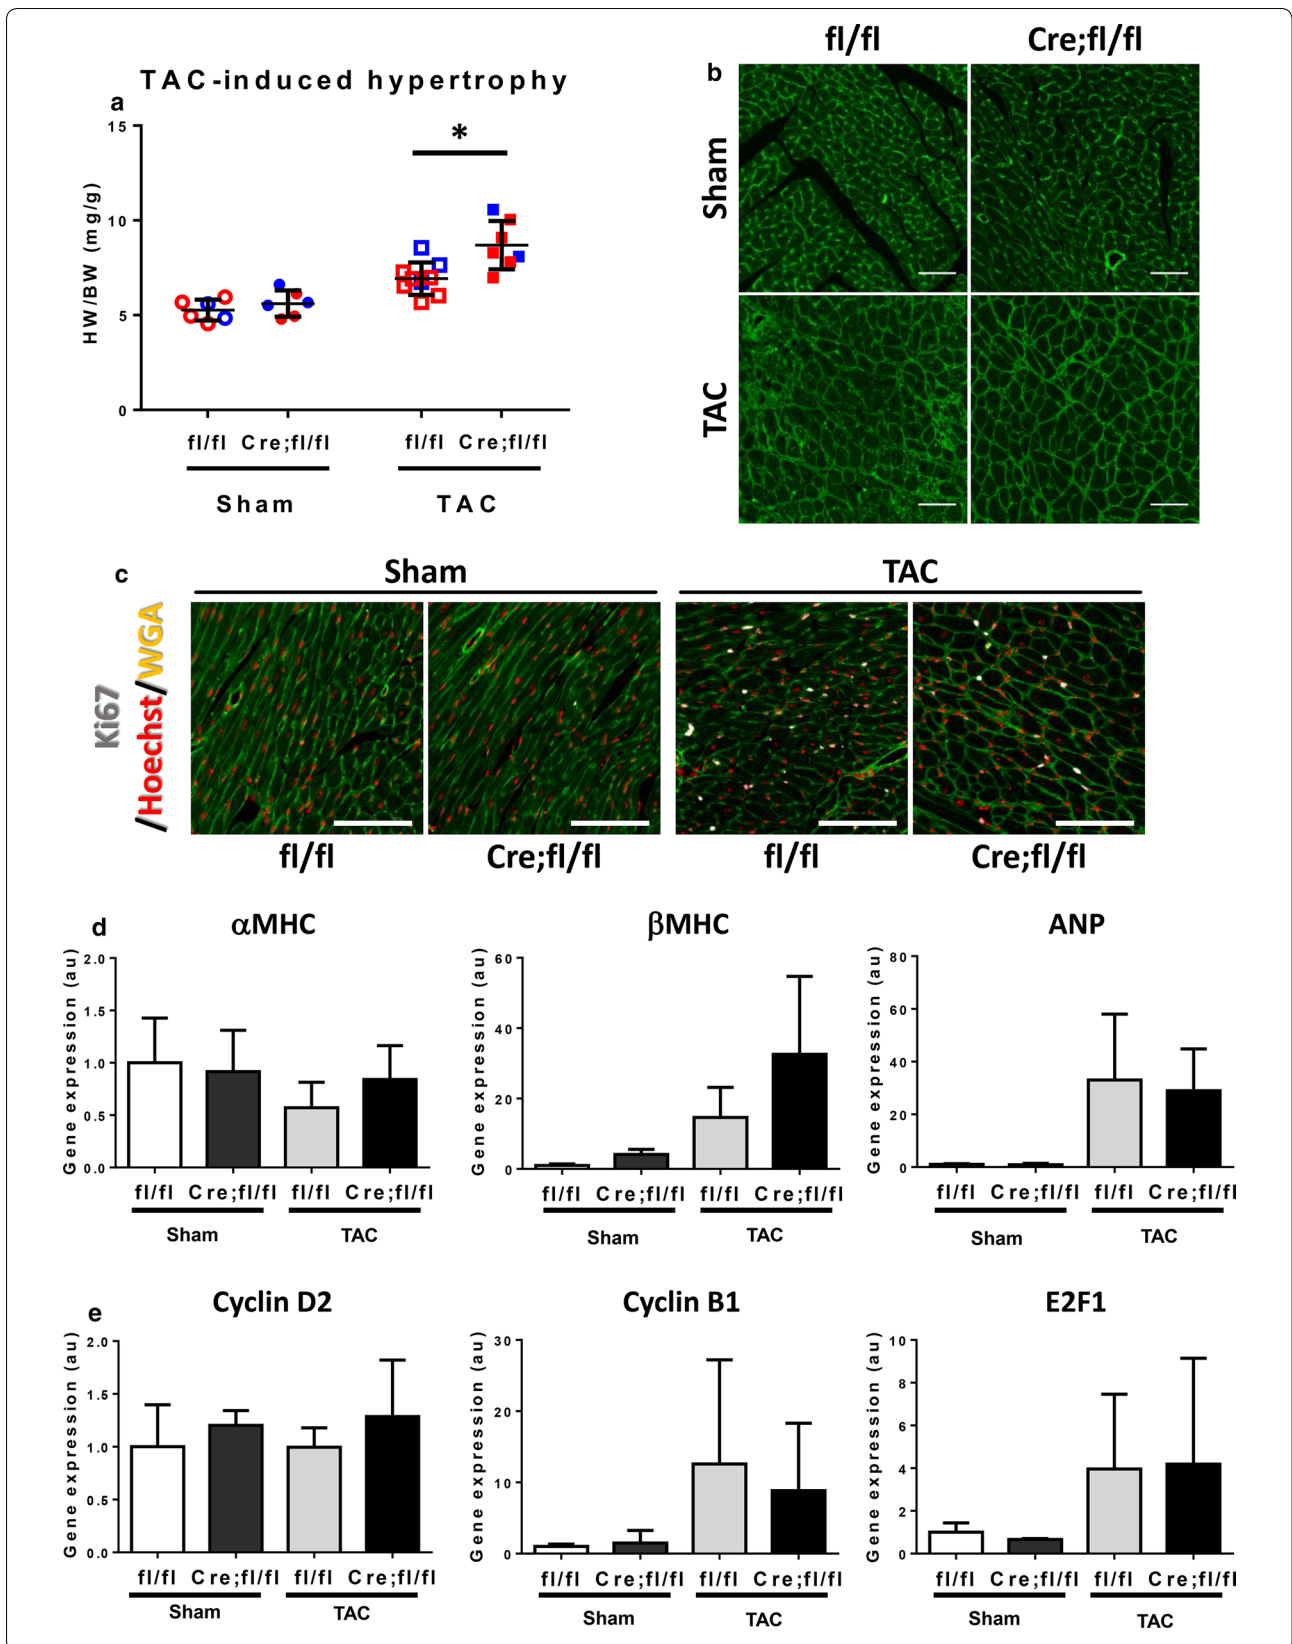 TAC-induced hypertrophy
a
HW/BW (mg/g)
15
10
5
0
*
fl/fl Cre;fl/fl fl/fl Cre;fl/fl
Sham TAC
b
fl/fl Cre;fl/fl
Sham
TAC
c
Sham TAC
Ki67
/Hoechst/WGA
fl/fl Cre;fl/fl fl/fl Cre;fl/fl
d
αMHC
Gene expression (au)
2.0
1.5
1.0
0.5
0.0
fl/fl Cre;fl/fl fl/fl Cre;fl/fl
Sham TAC
βMHC
Gene expression (au)
60
40
20
0
fl/fl Cre;fl/fl fl/fl Cre;fl/fl
Sham TAC
ANP
Gene expression (au)
80
60
40
20
0
fl/fl Cre;fl/fl fl/fl Cre;fl/fl
Sham TAC
e
Cyclin D2
Gene expression (au)
2.0
1.5
1.0
0.5
0.0
fl/fl Cre;fl/fl fl/fl Cre;fl/fl
Sham TAC
Cyclin B1
Gene expression (au)
30
20
10
0
fl/fl Cre;fl/fl fl/fl Cre;fl/fl
Sham TAC
E2F1
Gene expression (au)
10
8
6
4
2
0
fl/fl Cre;fl/fl fl/fl Cre;fl/fl
Sham TAC